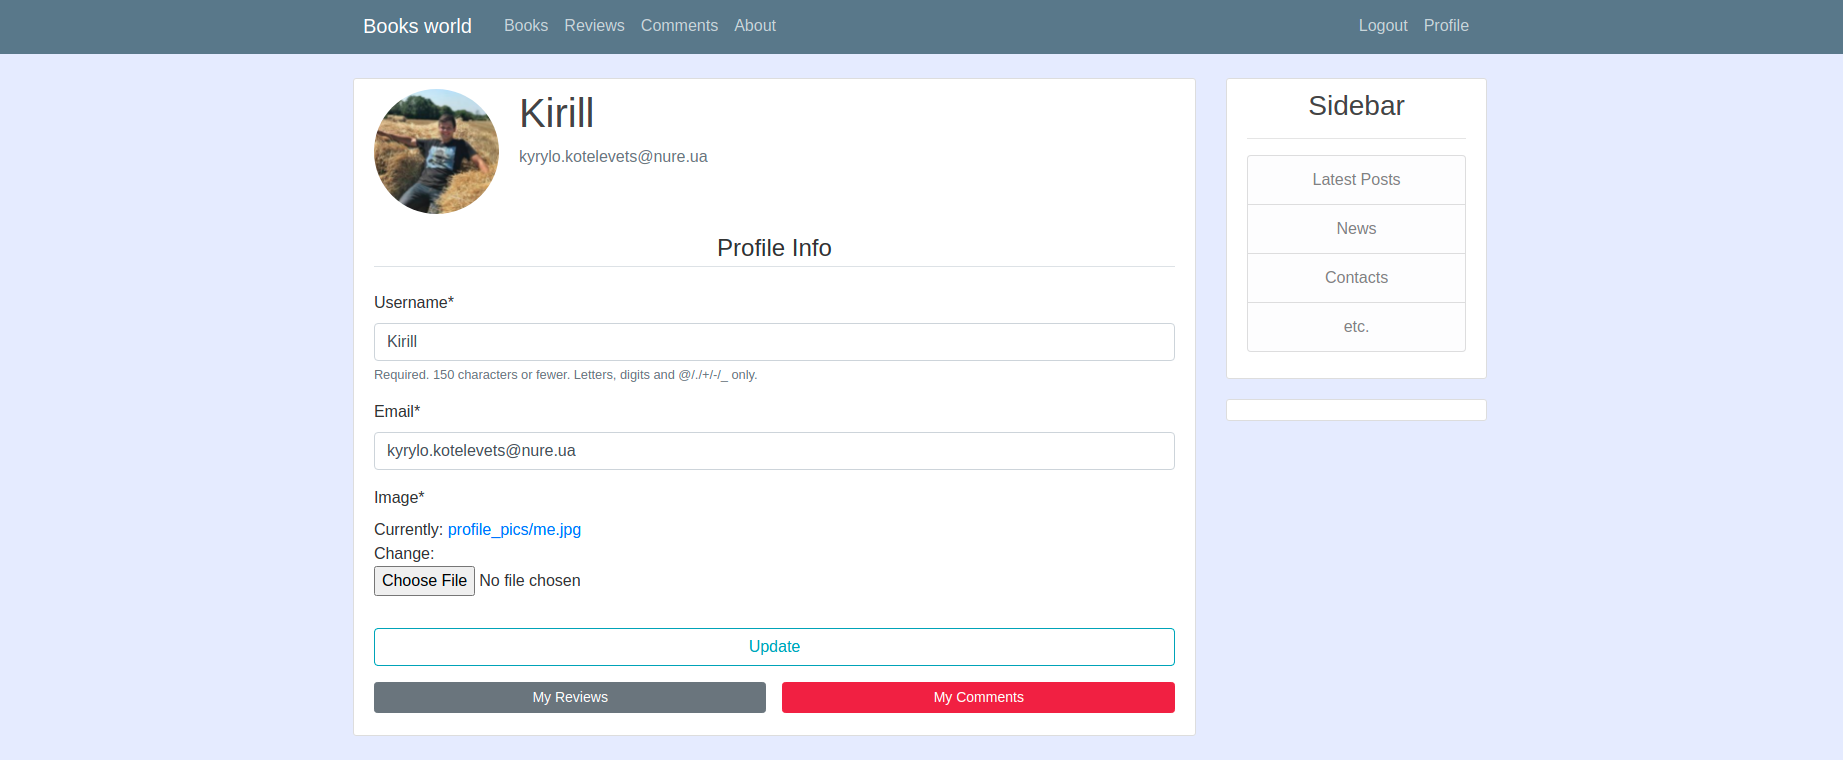 Books world Books Reviews Comments About Logout Profile
Kirill
kyrylo.kotelevets@nure.ua
Profile Info
Username*
Kirill
Required. 150 characters or fewer. Letters, digits and @/./+/-/_ only.
Email*
kyrylo.kotelevets@nure.ua
Image*
Currently: profile_pics/me.jpg
Change:
Choose File No file chosen
Update
My Reviews My Comments
Sidebar
Latest Posts
News
Contacts
etc.